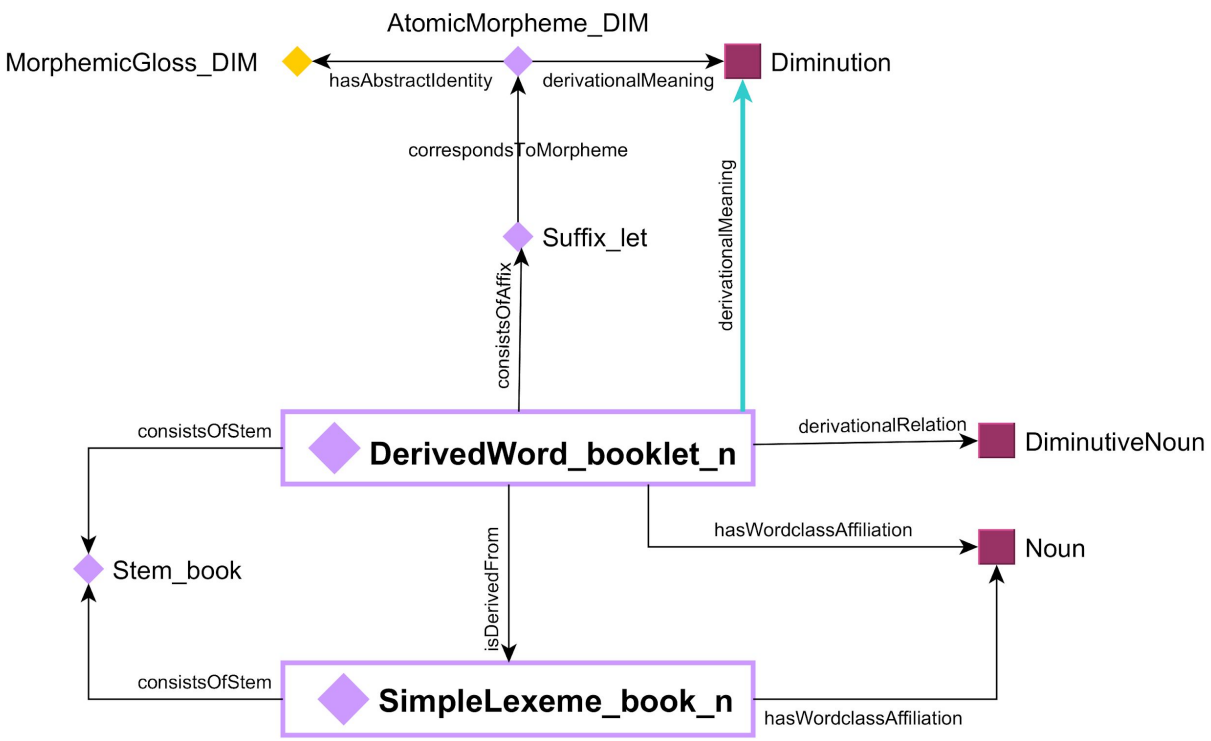 AtomicMorpheme_DIM
MorphemicGloss_DIM
Diminution
hasAbstractIdentity
derivationalMeaning
correspondsToMorpheme
derivationalMeaning
Suffix_let
consistsOfAffix
consistsOfStem
derivationalRelation
DerivedWord_booklet_n
DiminutiveNoun
hasWordclassAffiliation
Noun
Stem_book
isDerivedFrom
consistsOfStem
SimpleLexeme_book_n
hasWordclassAffiliation